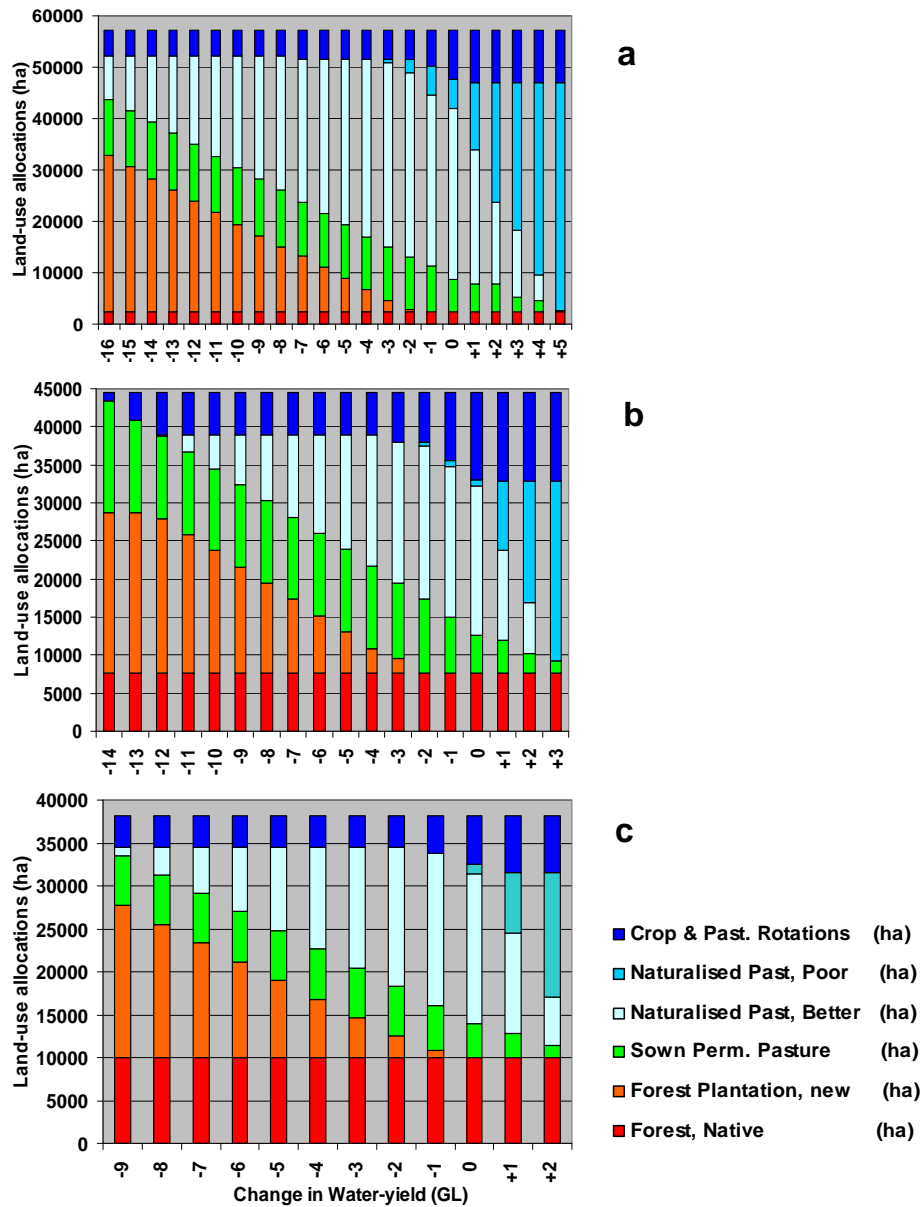 a
Land-use allocations (ha)
60000
50000
40000
30000
20000
10000
0
-16 -15 -14 -13 -12 -11 -10 -9 -8 -7 -6 -5 -4 -3 -2 -1 0 +1 +2 +3 +4 +5
b
Land-use allocations (ha)
45000
40000
35000
30000
25000
20000
15000
10000
5000
0
-14 -13 -12 -11 -10 -9 -8 -7 -6 -5 -4 -3 -2 -1 0 +1 +2 +3
c
Land-use allocations (ha)
40000
35000
30000
25000
20000
15000
10000
5000
0
-9 -8 -7 -6 -5 -4 -3 -2 -1 0 +1 +2
Change in Water-yield (GL)
Crop & Past. Rotations (ha)
Naturalised Past, Poor (ha)
Naturalised Past, Better (ha)
Sown Perm. Pasture (ha)
Forest Plantation, new (ha)
Forest, Native (ha)